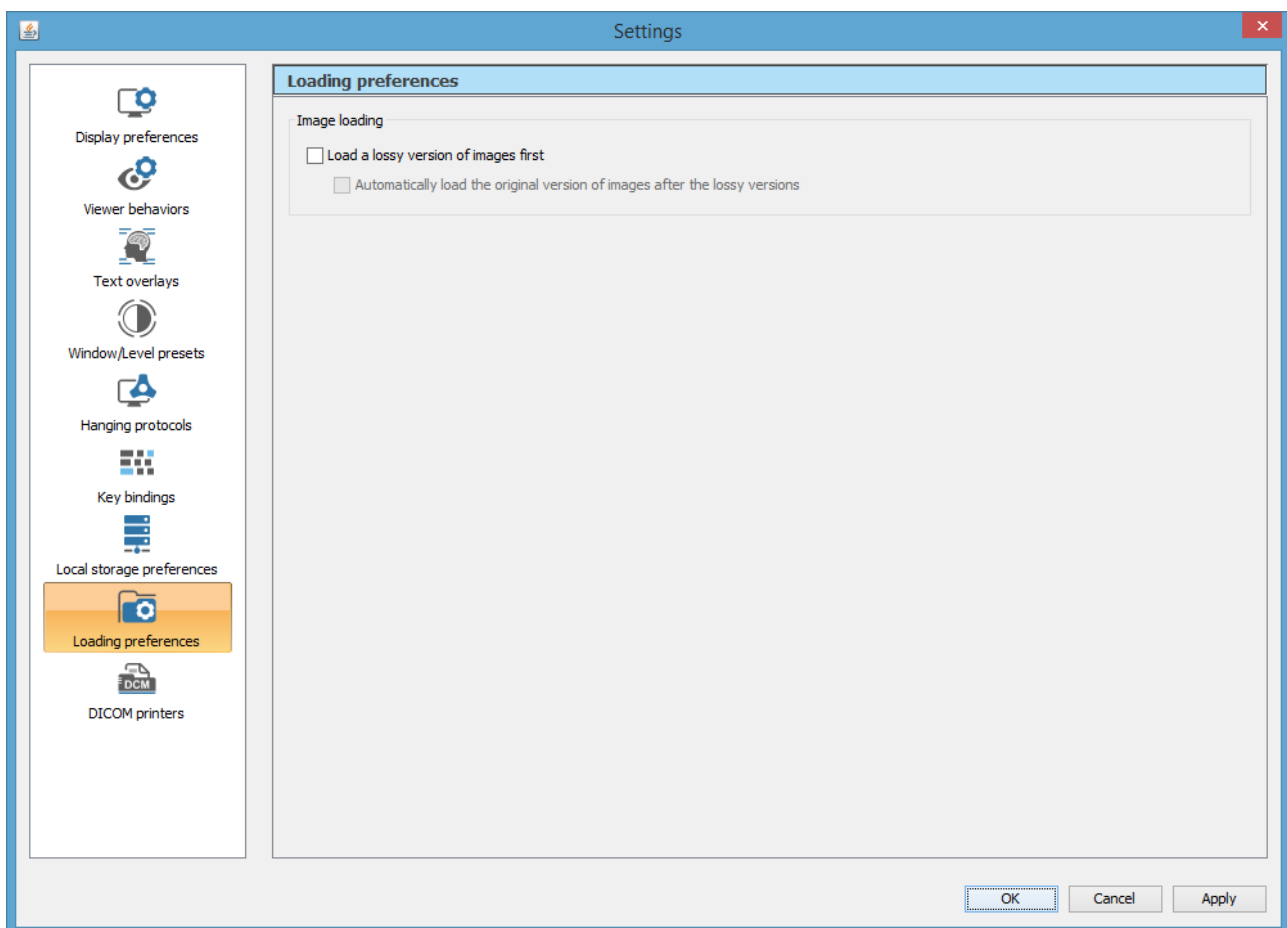 Settings
Display preferences
Viewer behaviors
Text overlays
Window/Level presets
Hanging protocols
Key bindings
Local storage preferences
Loading preferences
DCM
DICOM printers
Loading preferences
Image loading
Load a lossy version of images first
Automatically load the original version of images after the lossy versions
OK
Cancel
Apply